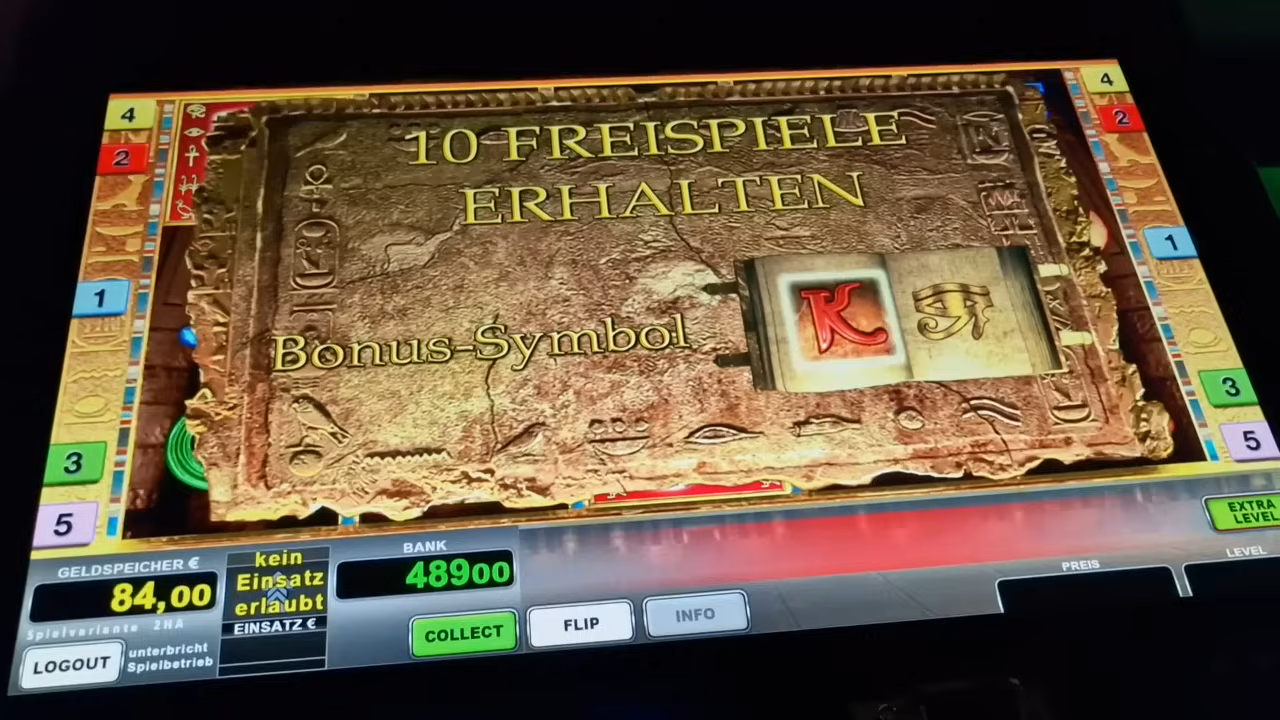 4
4
2
2
10 FREISPIELE
ERHALTEN
1
1
Bonus-Symbol
K
3
3
5
5
EXTRA
LEVEL
GELDSPEICHER €
84,00
Spielvariante 2HA
LOGOUT
unterbricht
Spielbetrieb
kein
Einsatz
erlaubt
EINSATZ €
BANK
48900
COLLECT
FLIP
INFO
PREIS
LEVEL